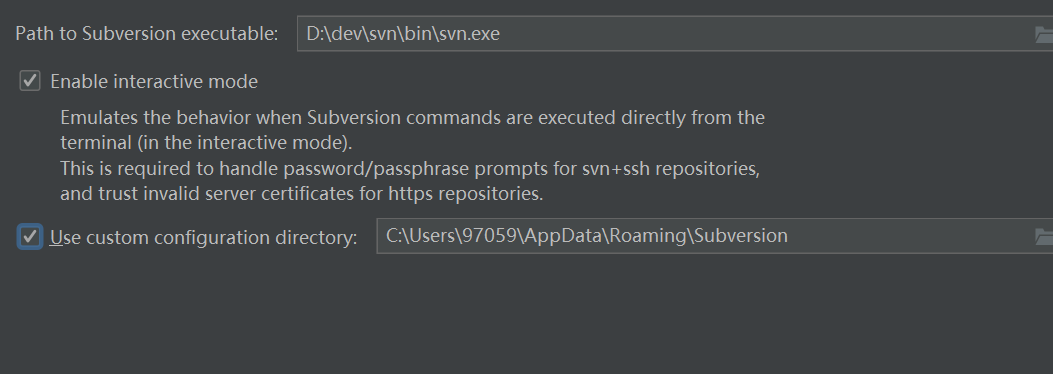 Path to Subversion executable: D:\dev\svn\bin\svn.exe
Enable interactive mode
Emulates the behavior when Subversion commands are executed directly from the
terminal (in the interactive mode).
This is required to handle password/passphrase prompts for svn+ssh repositories,
and trust invalid server certificates for https repositories.
Use custom configuration directory: C:\Users\97059\AppData\Roaming\Subversion